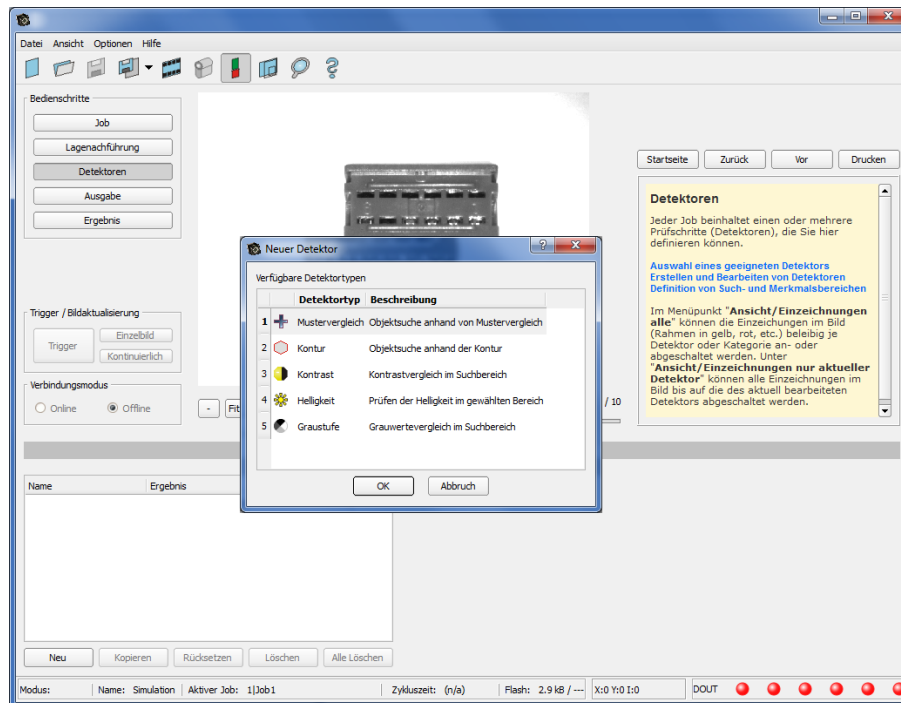 Datei Ansicht Optionen Hilfe
Bedienschritte
Job
Lagenachführung
Detektoren
Ausgabe
Ergebnis
Trigger / Bildaktualisierung
Trigger
Einzelbild
Kontinuierlich
Verbindungsmodus
Online
Offline
- Fit
/ 10
Neuer Detektor
Verfügbare Detektortypen
Detektortyp Beschreibung
1 Mustervergleich Objektsuche anhand von Mustervergleich
2 Kontur Objektsuche anhand der Kontur
3 Kontrast Kontrastvergleich im Suchbereich
4 Helligkeit Prüfen der Helligkeit im gewählten Bereich
5 Graustufe Grauwertevergleich im Suchbereich
OK Abbruch
Startseite Zurück Vor Drucken
Detektoren
Jeder Job beinhaltet einen oder mehrere
Prüfschritte (Detektoren), die Sie hier
definieren können.
Auswahl eines geeigneten Detektors
Erstellen und Bearbeiten von Detektoren
Definition von Such- und Merkmalsbereichen
Im Menüpunkt "Ansicht/Einzeichnungen
alle" können die Einzeichungen im Bild
(Rahmen in gelb, rot, etc.) beleibig je
Detektor oder Kategorie an- oder
abgeschaltet werden. Unter
"Ansicht/Einzeichnungen nur aktueller
Detektor" können alle Einzeichnungen im
Bild bis auf die des aktuell bearbeiteten
Detektors abgeschaltet werden.
Name Ergebnis
Neu Kopieren Rücksetzen Löschen Alle Löschen
Modus: Name: Simulation Aktiver Job: 1|Job1 Zykluszeit: (n/a) Flash: 2.9 kB / --- X:0 Y:0 I:0 DOUT